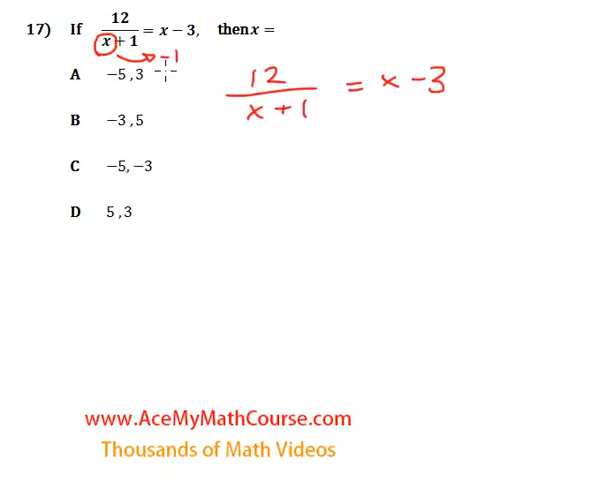 17) If 12/(x + 1) = x − 3, then x =
−1
A −5 , 3
12/(x + 1) = x − 3
B −3 , 5
C −5, −3
D 5 , 3
www.AceMyMathCourse.com
Thousands of Math Videos